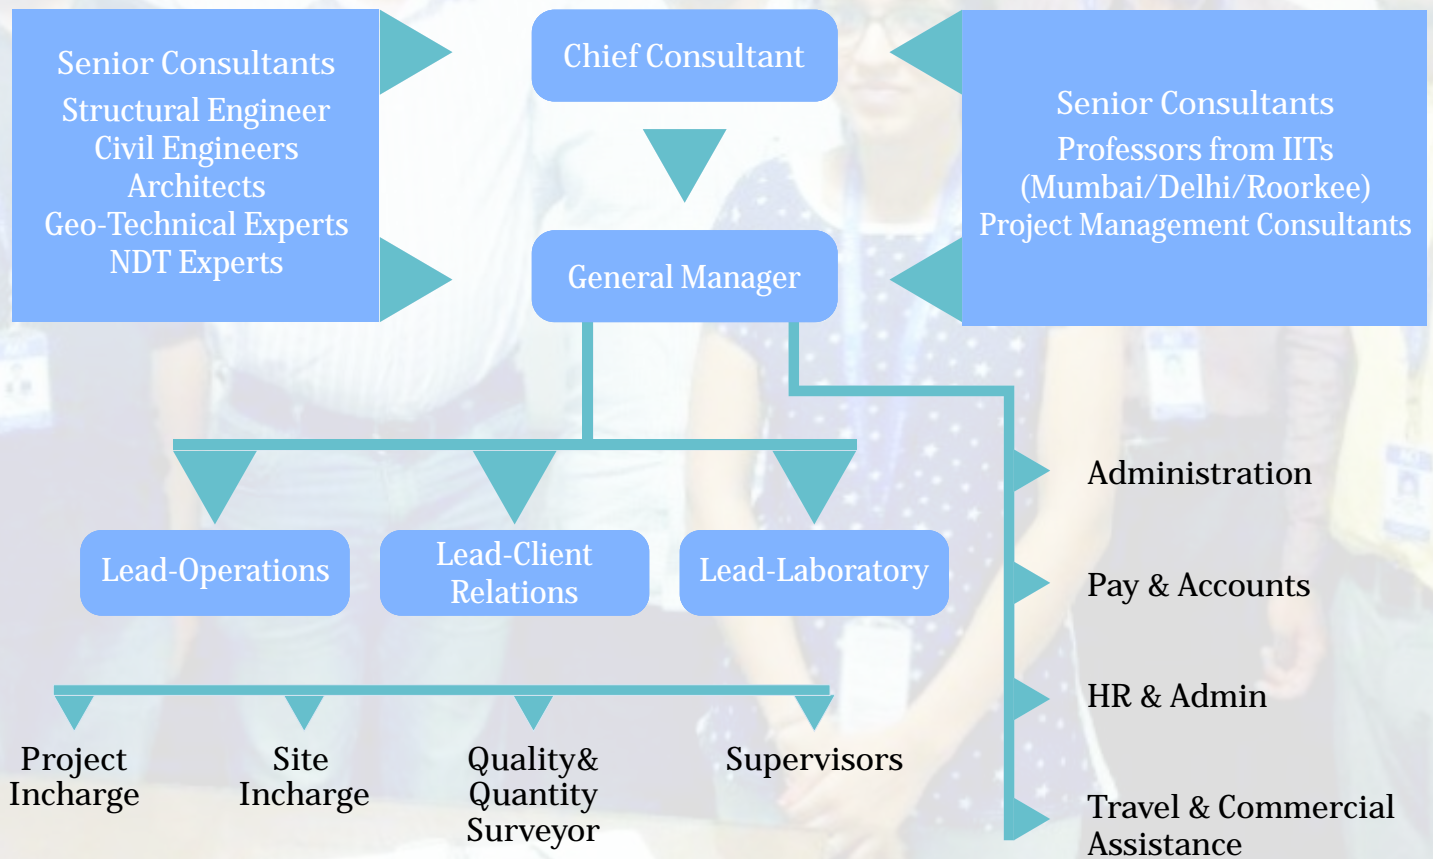 Senior Consultants
Structural Engineer
Civil Engineers
Architects
Geo-Technical Experts
NDT Experts
Chief Consultant
Senior Consultants
Professors from IITs
(Mumbai/Delhi/Roorkee)
Project Management Consultants
General Manager
Lead-Operations
Lead-Client
Relations
Lead-Laboratory
Administration
Pay & Accounts
HR & Admin
Travel & Commercial
Assistance
Project
Incharge
Site
Incharge
Quality&
Quantity
Surveyor
Supervisors